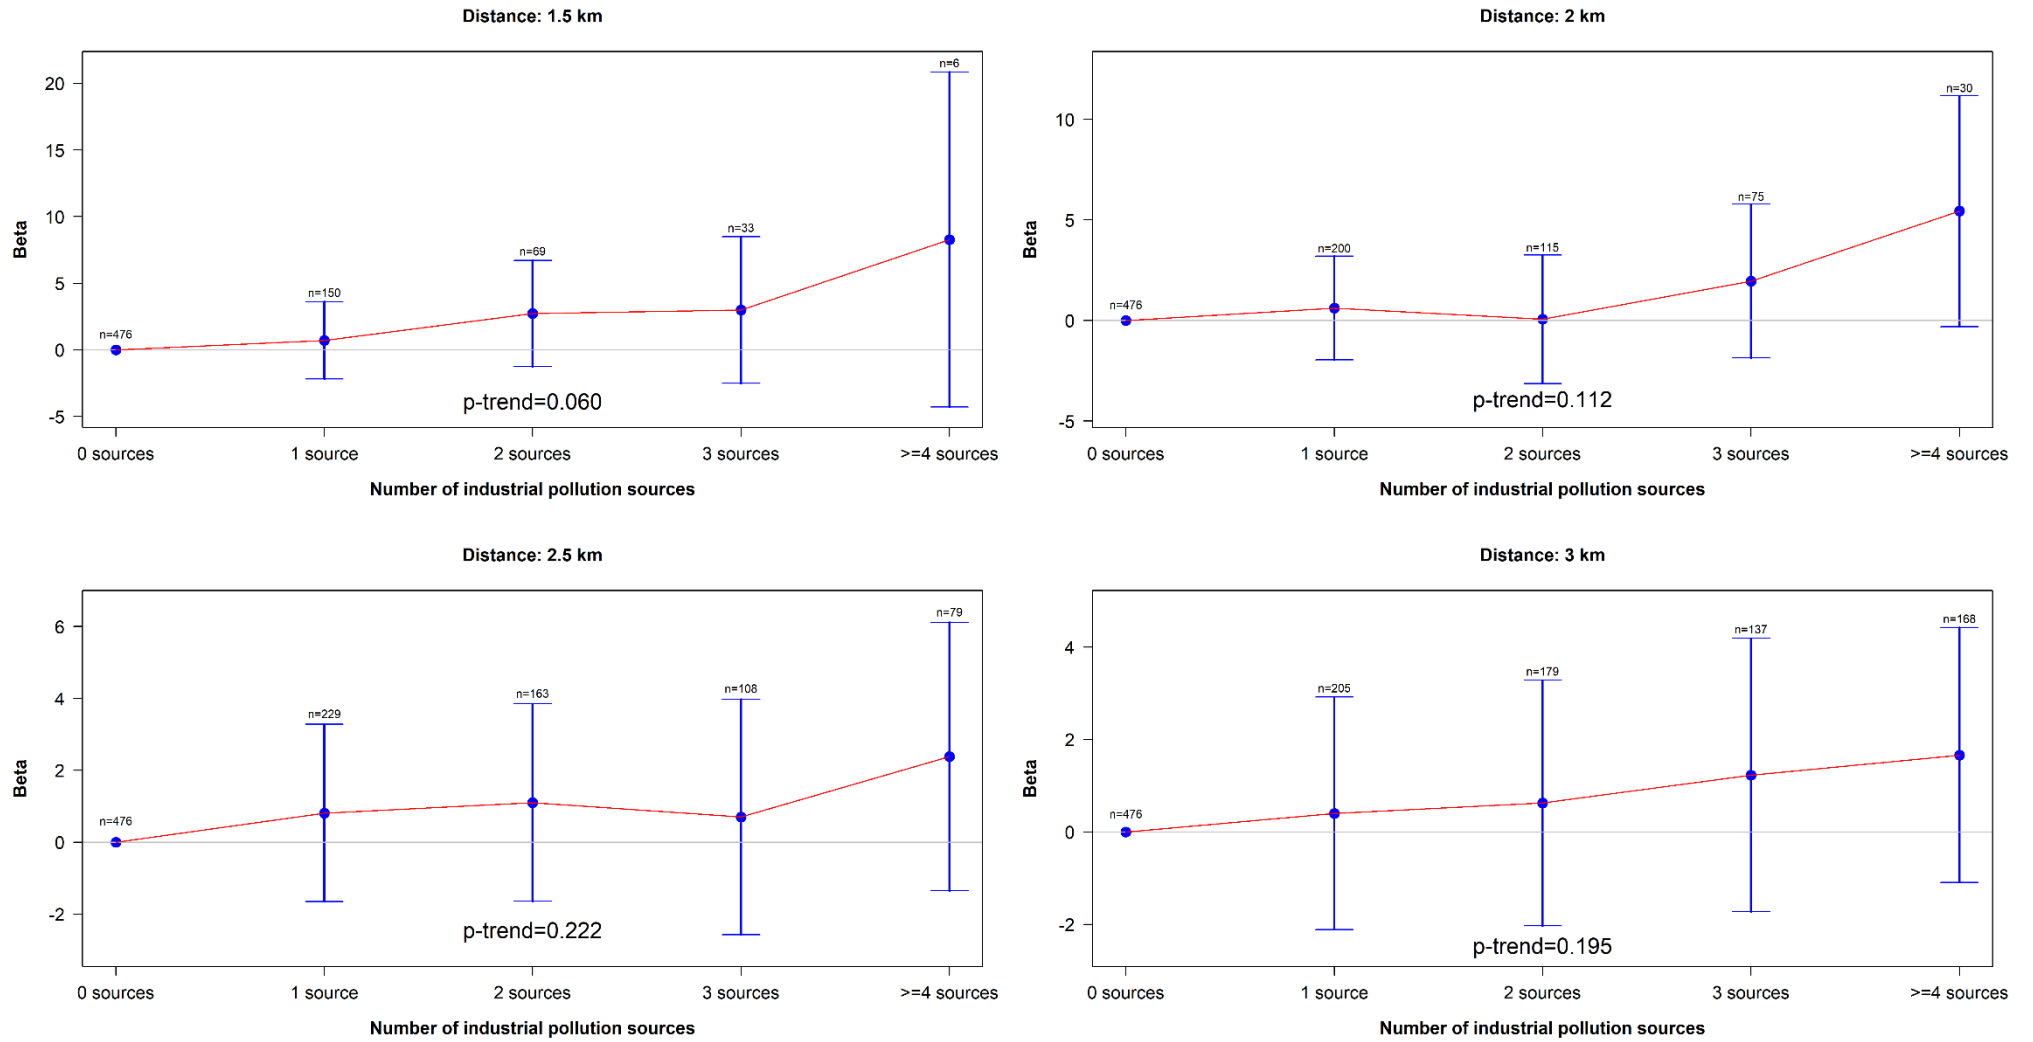 Distance: 1.5 km
20
15
10
5
0
-5
Beta
n=476
n=150
n=69
n=33
n=6
p-trend=0.060
0 sources
1 source
2 sources
3 sources
>=4 sources
Number of industrial pollution sources
Distance: 2 km
10
5
0
-5
Beta
n=476
n=200
n=115
n=75
n=30
p-trend=0.112
0 sources
1 source
2 sources
3 sources
>=4 sources
Number of industrial pollution sources
Distance: 2.5 km
6
4
2
0
-2
Beta
n=476
n=229
n=163
n=108
n=79
p-trend=0.222
0 sources
1 source
2 sources
3 sources
>=4 sources
Number of industrial pollution sources
Distance: 3 km
4
2
0
-2
Beta
n=476
n=205
n=179
n=137
n=168
p-trend=0.195
0 sources
1 source
2 sources
3 sources
>=4 sources
Number of industrial pollution sources